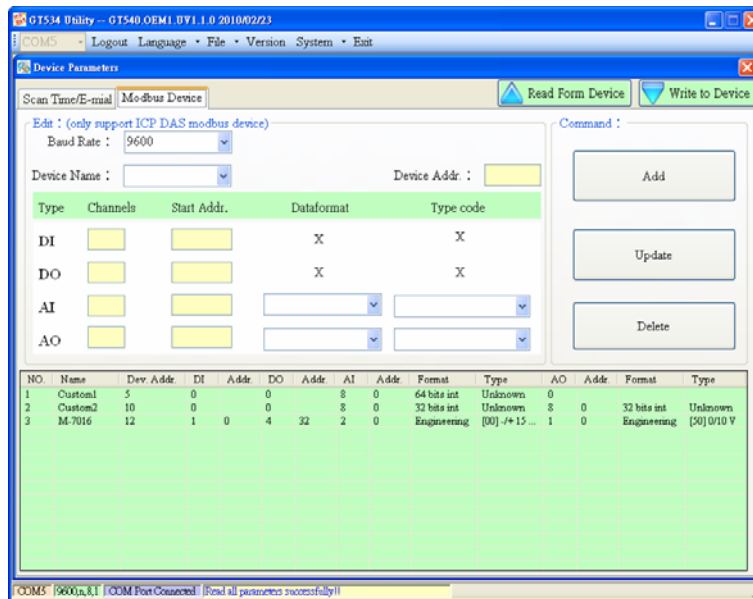 GT534 Utility -- GT540.OEM1.UV1.1.0 2010/02/23
COM5 Logout Language File Version System Exit
Device Parameters
Scan Time/E-mial Modbus Device Read Form Device Write to Device
Edit : (only support ICP DAS modbus device) Command :
Baud Rate : 9600
Device Name : Device Addr. : Add
Type Channels Start Addr. Dataformat Type code
DI X X
Update
DO X X
AI
Delete
AO
NO. Name Dev. Addr. DI Addr. DO Addr. AI Addr. Format Type AO Addr. Format Type
1 Custom1 5 0 0 8 0 64 bits int Unknown 0
2 Custom2 10 0 0 8 0 32 bits int Unknown 8 0 32 bits int Unknown
3 M-7016 12 1 0 4 32 2 0 Engineering [00] -/+ 15 ... 1 0 Engineering [50] 0/10 V
COM5 9600,n,8,1 COM Port Connected Read all parameters successfully!!